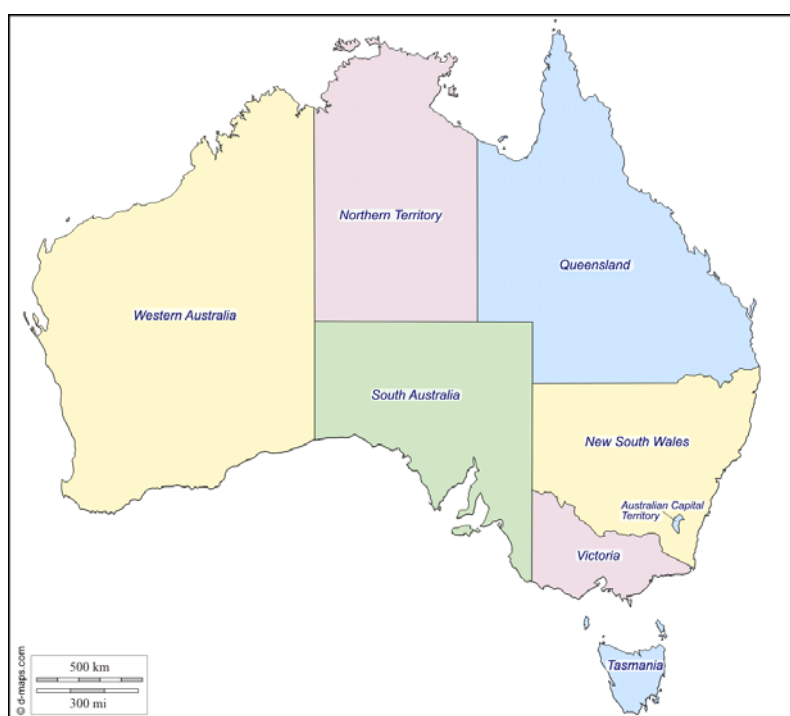 Northern Territory
Queensland
Western Australia
South Australia
New South Wales
Australian Capital
Territory
Victoria
Tasmania
500 km
300 mi
© d-maps.com